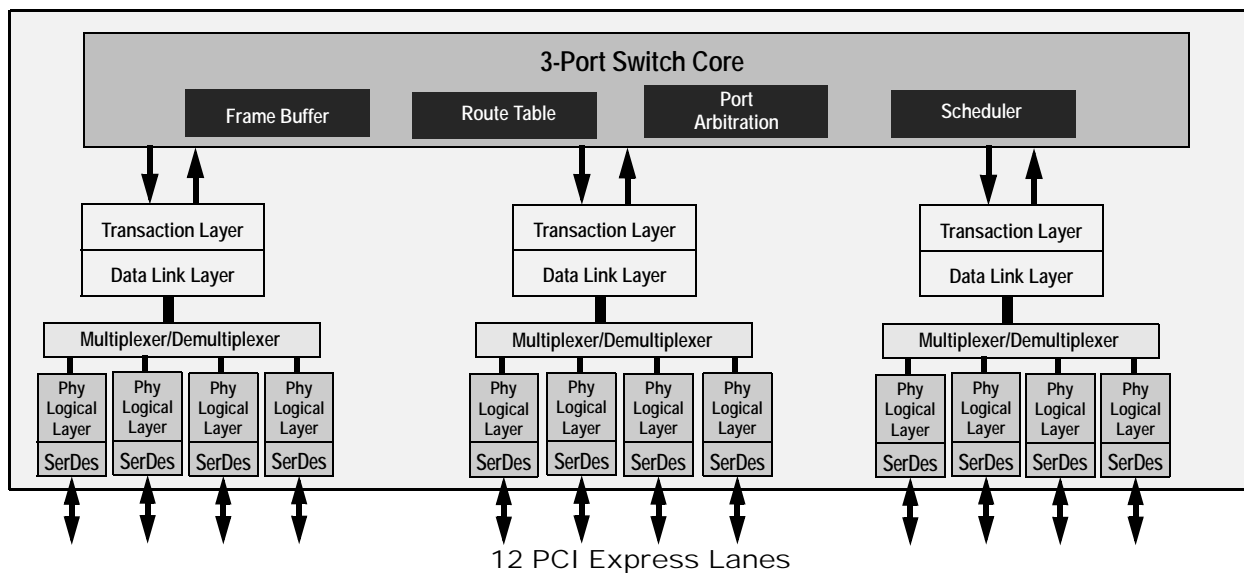 3-Port Switch Core
Frame Buffer
Route Table
Port
Arbitration
Scheduler
Transaction Layer
Data Link Layer
Transaction Layer
Data Link Layer
Transaction Layer
Data Link Layer
Multiplexer/Demultiplexer
Multiplexer/Demultiplexer
Multiplexer/Demultiplexer
Phy
Logical
Layer
SerDes
Phy
Logical
Layer
SerDes
Phy
Logical
Layer
SerDes
Phy
Logical
Layer
SerDes
Phy
Logical
Layer
SerDes
Phy
Logical
Layer
SerDes
Phy
Logical
Layer
SerDes
Phy
Logical
Layer
SerDes
Phy
Logical
Layer
SerDes
Phy
Logical
Layer
SerDes
Phy
Logical
Layer
SerDes
Phy
Logical
Layer
SerDes
12 PCI Express Lanes